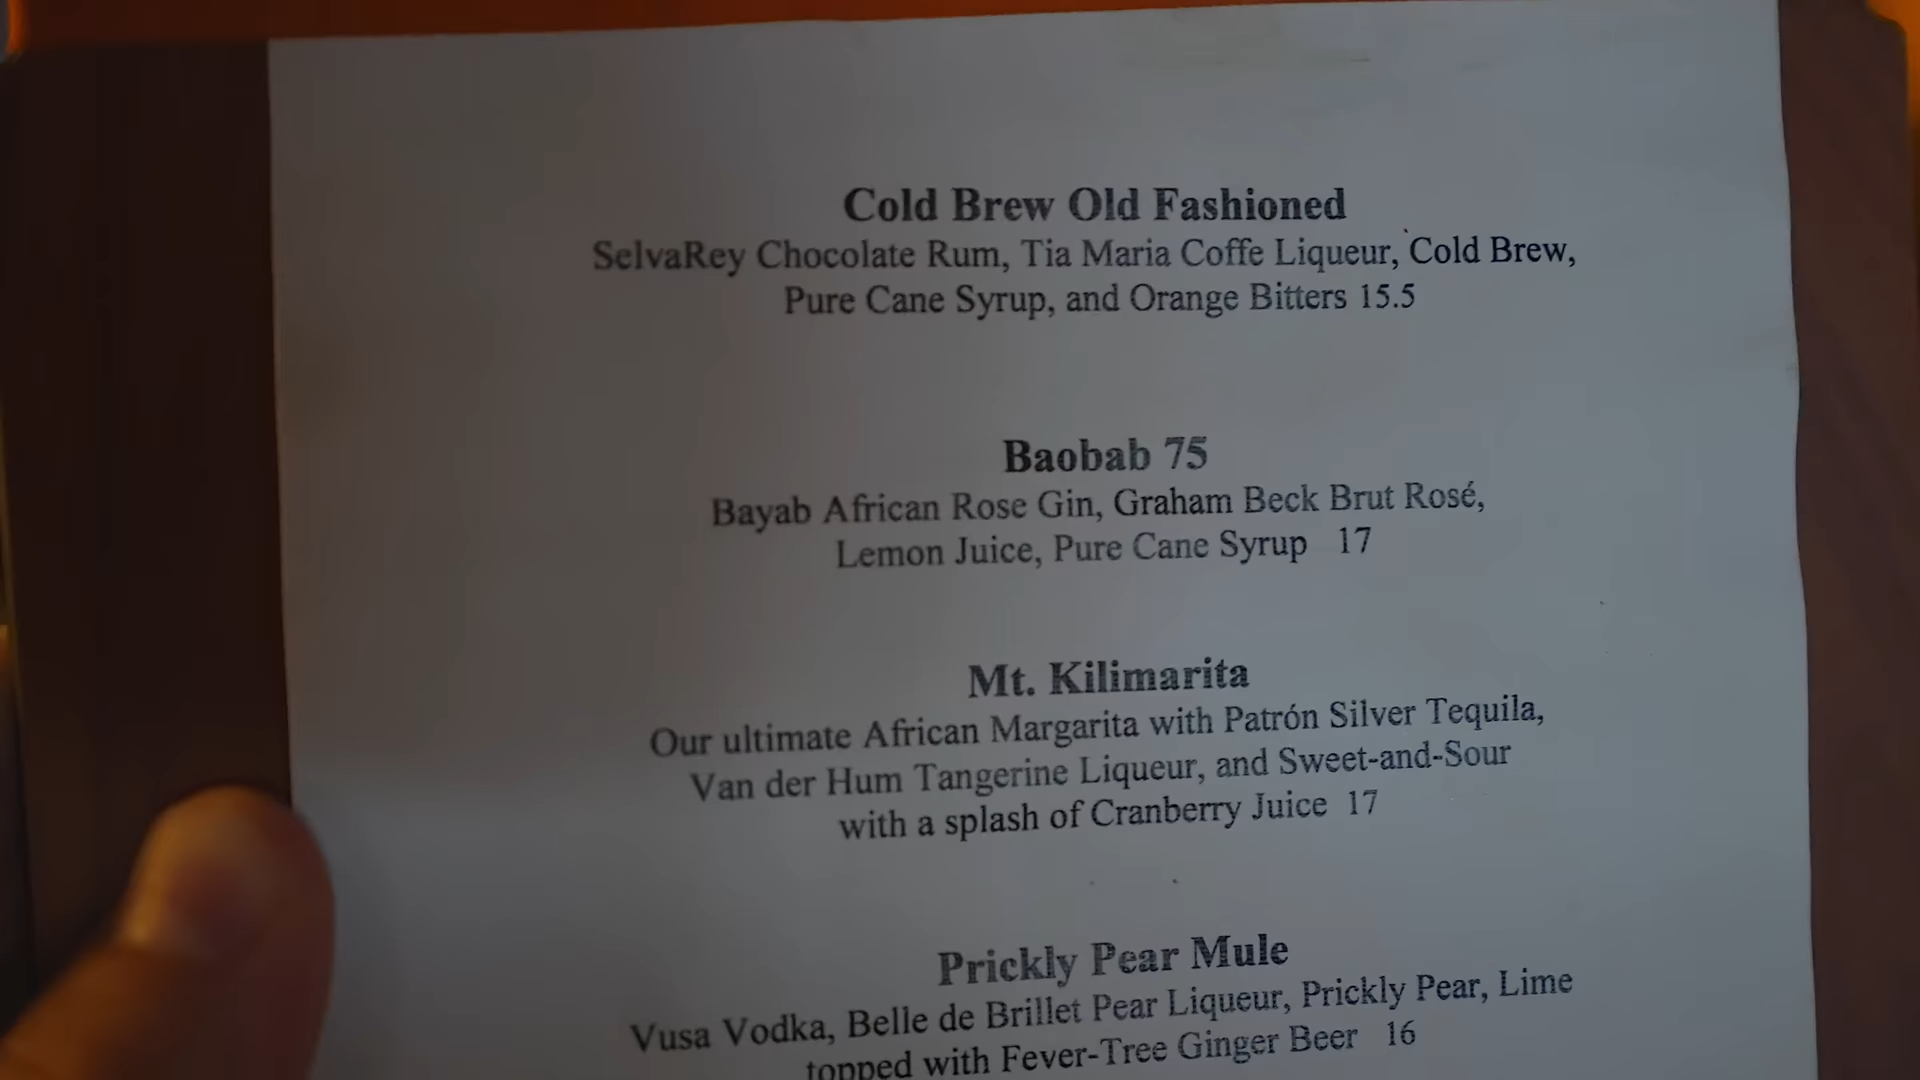 Cold Brew Old Fashioned
SelvaRey Chocolate Rum, Tia Maria Coffe Liqueur, Cold Brew,
Pure Cane Syrup, and Orange Bitters 15.5
Baobab 75
Bayab African Rose Gin, Graham Beck Brut Rosé,
Lemon Juice, Pure Cane Syrup 17
Mt. Kilimarita
Our ultimate African Margarita with Patrón Silver Tequila,
Van der Hum Tangerine Liqueur, and Sweet-and-Sour
with a splash of Cranberry Juice 17
Prickly Pear Mule
Vusa Vodka, Belle de Brillet Pear Liqueur, Prickly Pear, Lime
topped with Fever-Tree Ginger Beer 16